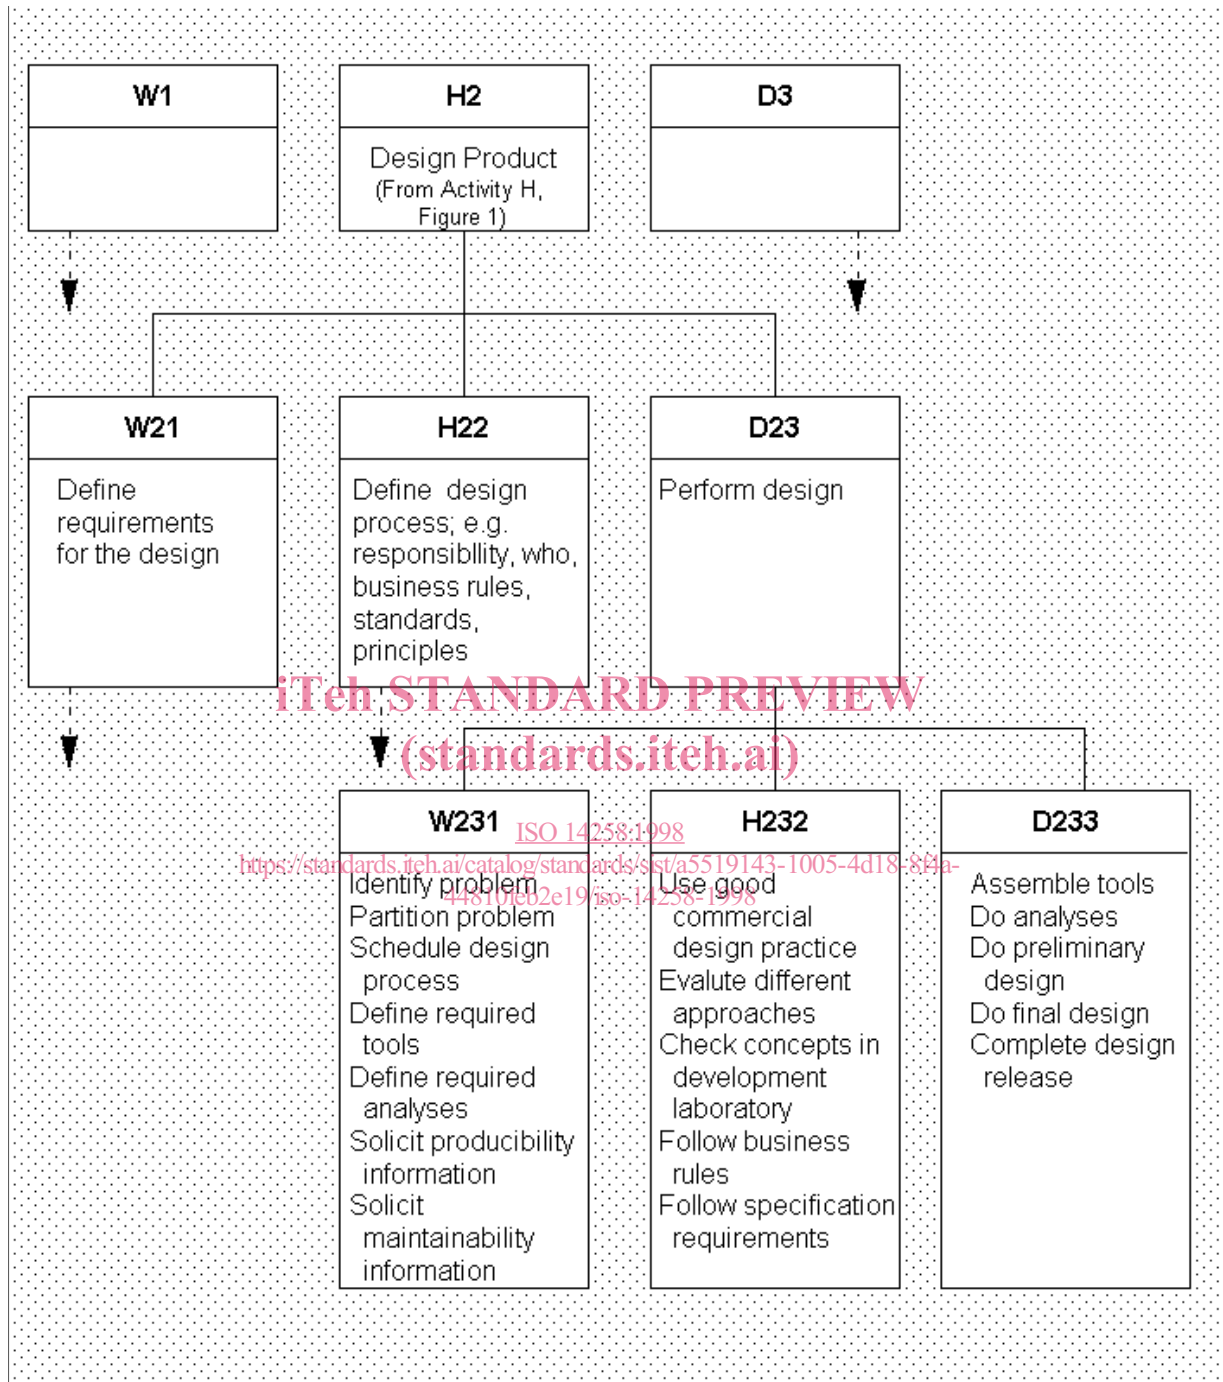 W1
H2
Design Product
(From Activity H,
Figure 1)
D3
W21
Define
requirements
for the design
H22
Define design
process; e.g.
responsibllity, who,
business rules,
standards,
principles
D23
Perform design
iTeh STANDARD PREVIEW
(standards.iteh.ai)
ISO 14258:1998
https://standards.iteh.ai/catalog/standards/sist/a5519143-1005-4d18-8f4a-
44810feb2e19/iso-14258-1998
W231
Identify problem
Partition problem
Schedule design
process
Define required
tools
Define required
analyses
Solicit producibility
information
Solicit
maintainability
information
H232
Use good
commercial
design practice
Evalute different
approaches
Check concepts in
development
laboratory
Follow business
rules
Follow specification
requirements
D233
Assemble tools
Do analyses
Do preliminary
design
Do final design
Complete design
release